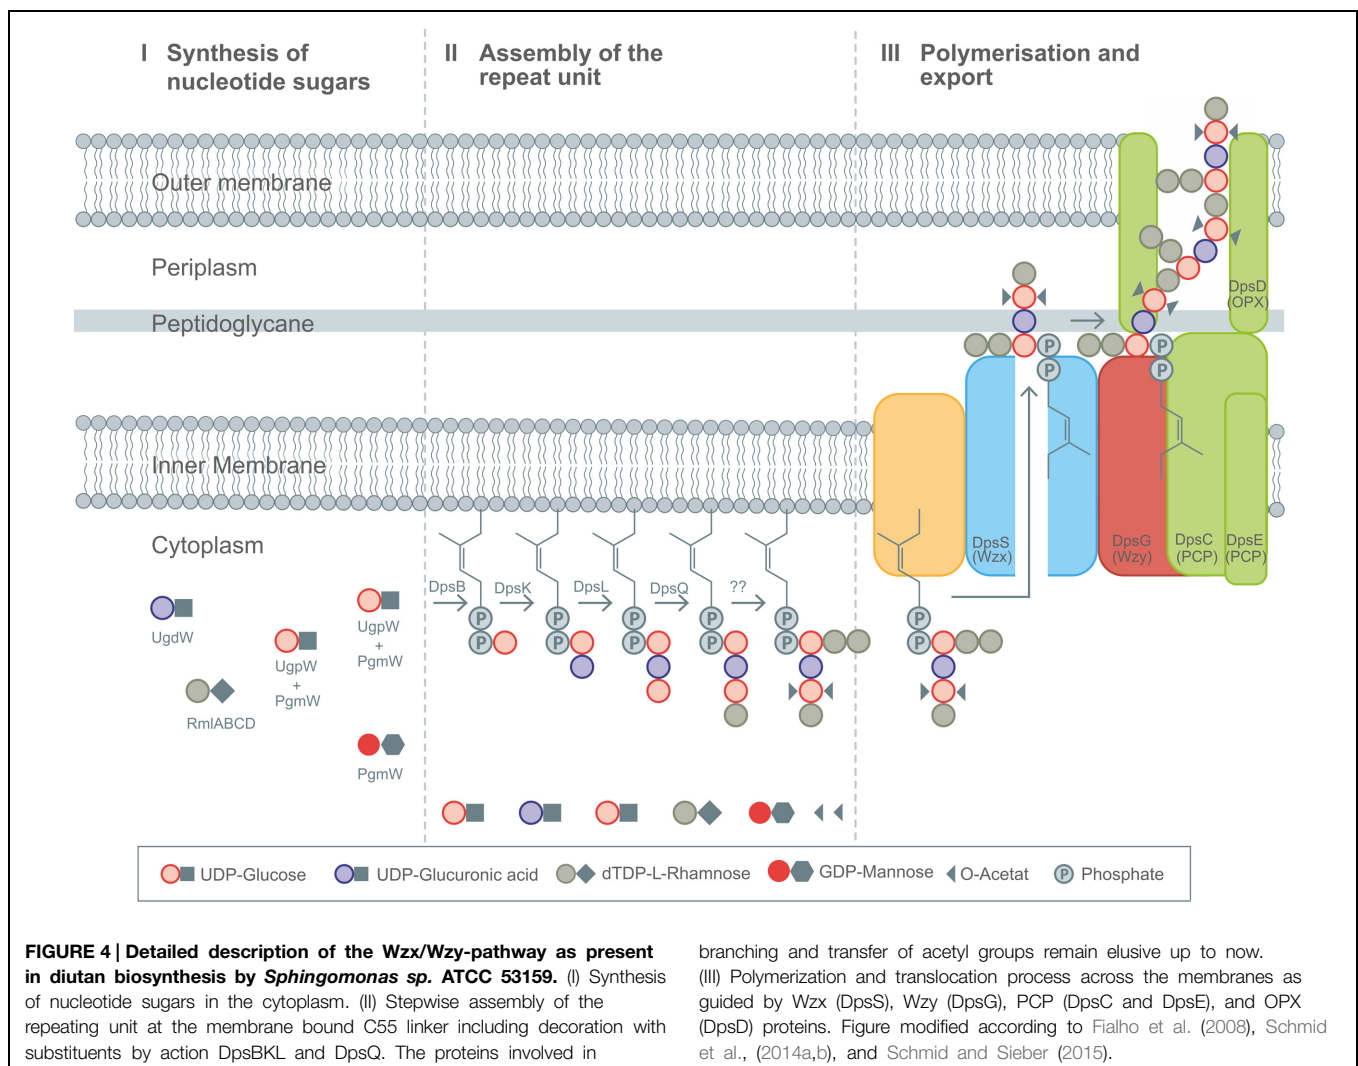 I Synthesis of
nucleotide sugars
II Assembly of the
repeat unit
III Polymerisation and
export
Outer membrane
Periplasm
Peptidoglycane
Inner Membrane
Cytoplasm
DpsD
(OPX)
P
P
P
P
DpsS
(Wzx)
DpsG
(Wzy)
DpsC
(PCP)
DpsE
(PCP)
DpsB
DpsK
DpsL
DpsQ
??
P
P
P
P
P
P
P
P
P
P
P
P
UgdW
UgpW
+
PgmW
UgpW
+
PgmW
RmlABCD
PgmW
UDP-Glucose
UDP-Glucuronic acid
dTDP-L-Rhamnose
GDP-Mannose
O-Acetat
P Phosphate
FIGURE 4 | Detailed description of the Wzx/Wzy-pathway as present
in diutan biosynthesis by Sphingomonas sp. ATCC 53159. (I) Synthesis
of nucleotide sugars in the cytoplasm. (II) Stepwise assembly of the
repeating unit at the membrane bound C55 linker including decoration with
substituents by action DpsBKL and DpsQ. The proteins involved in
branching and transfer of acetyl groups remain elusive up to now.
(III) Polymerization and translocation process across the membranes as
guided by Wzx (DpsS), Wzy (DpsG), PCP (DpsC and DpsE), and OPX
(DpsD) proteins. Figure modified according to Fialho et al. (2008), Schmid
et al., (2014a,b), and Schmid and Sieber (2015).